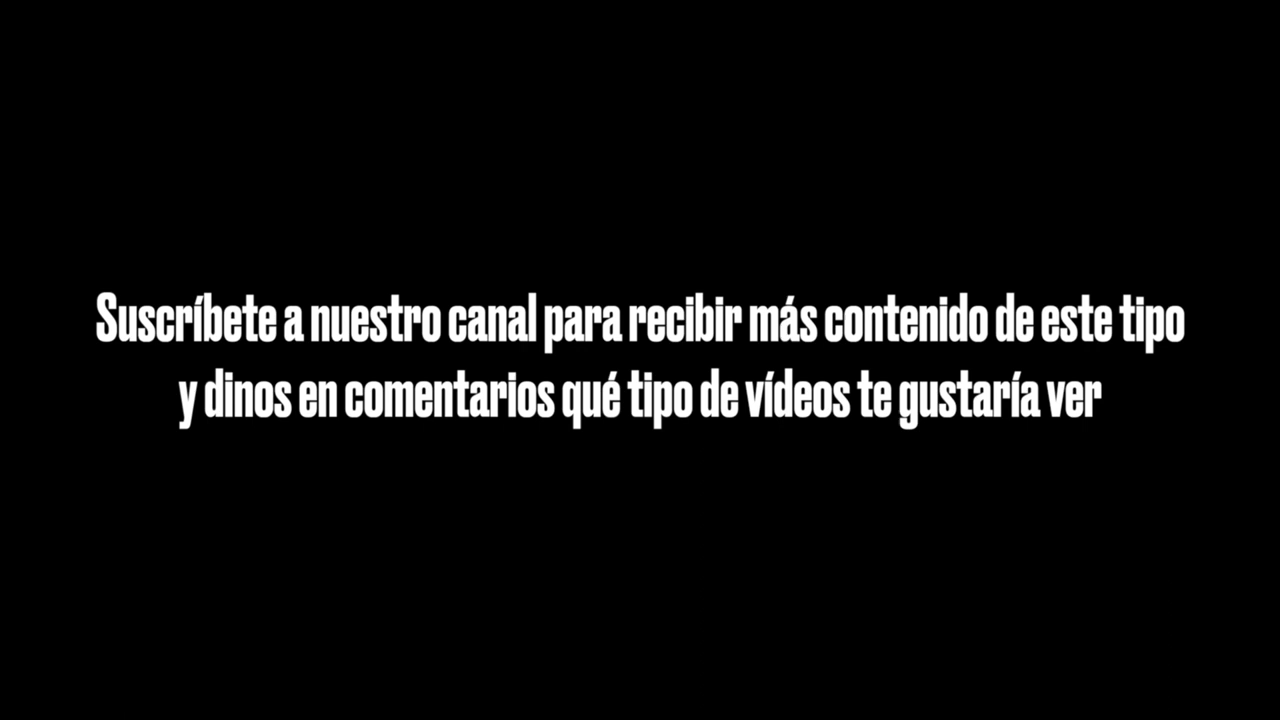 Suscríbete a nuestro canal para recibir más contenido de este tipo
y dinos en comentarios qué tipo de vídeos te gustaría ver